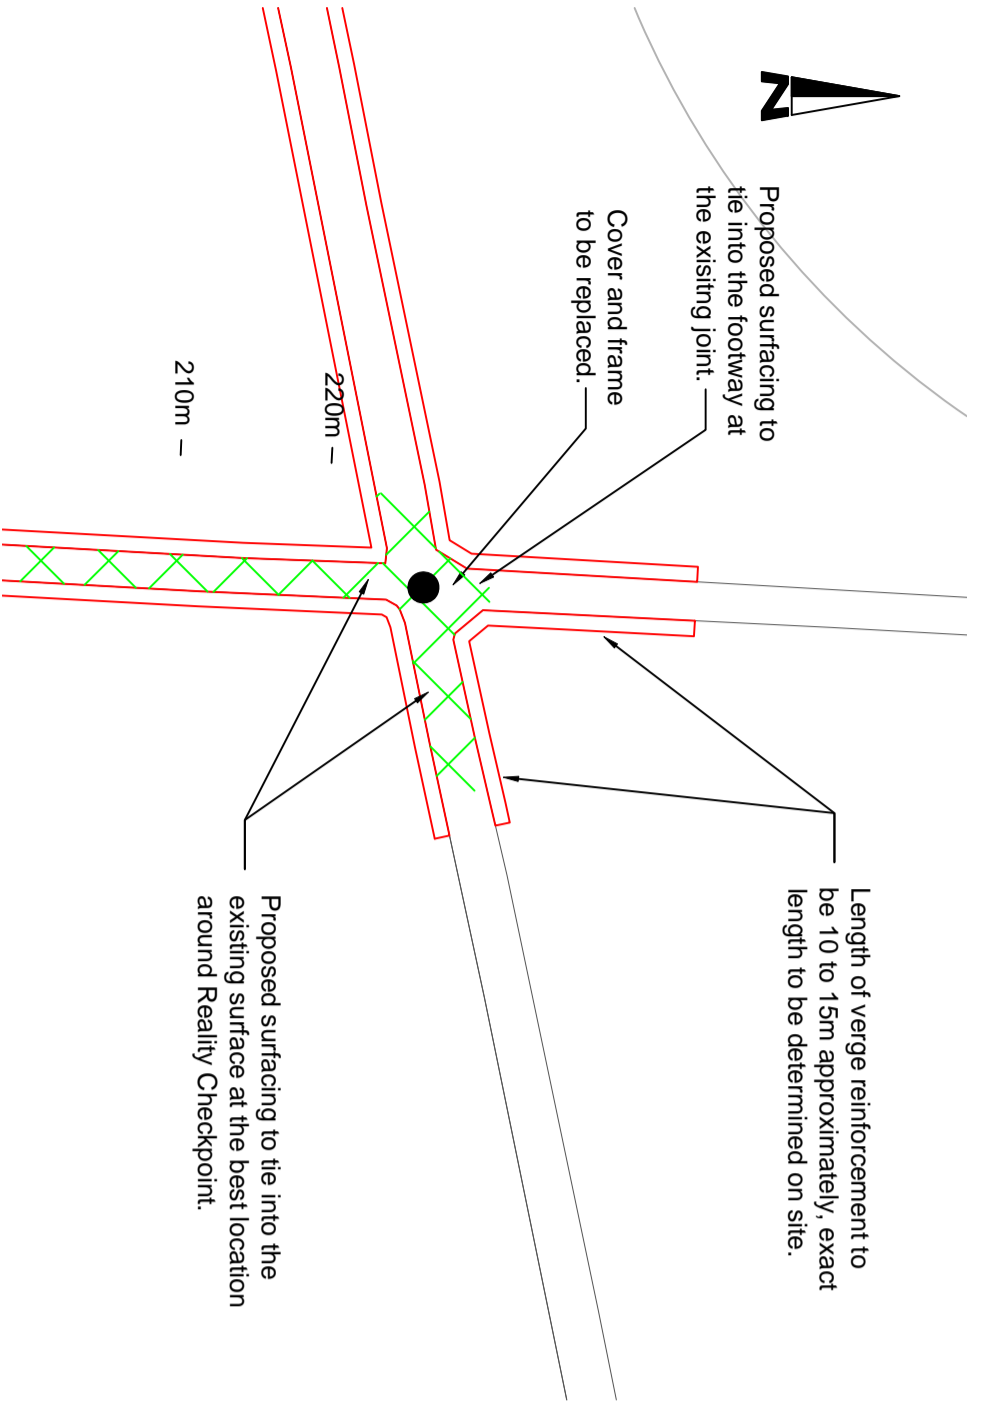 N
Proposed surfacing to
tie into the footway at
the exisitng joint.
Cover and frame
to be replaced.
220m –
210m –
Length of verge reinforcement to
be 10 to 15m approximately, exact
length to be determined on site.
Proposed surfacing to tie into the
existing surface at the best location
around Reality Checkpoint.